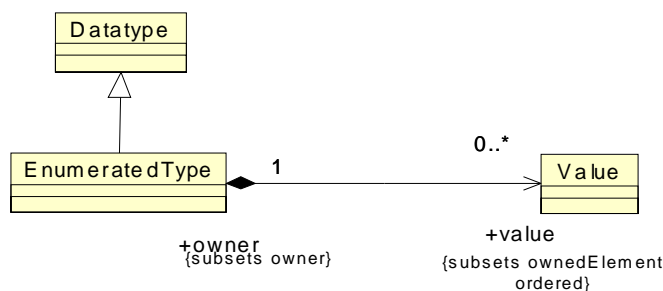 Datatype
EnumeratedType
1
0..*
Value
+owner
{subsets owner}
+value
{subsets ownedElement
ordered}